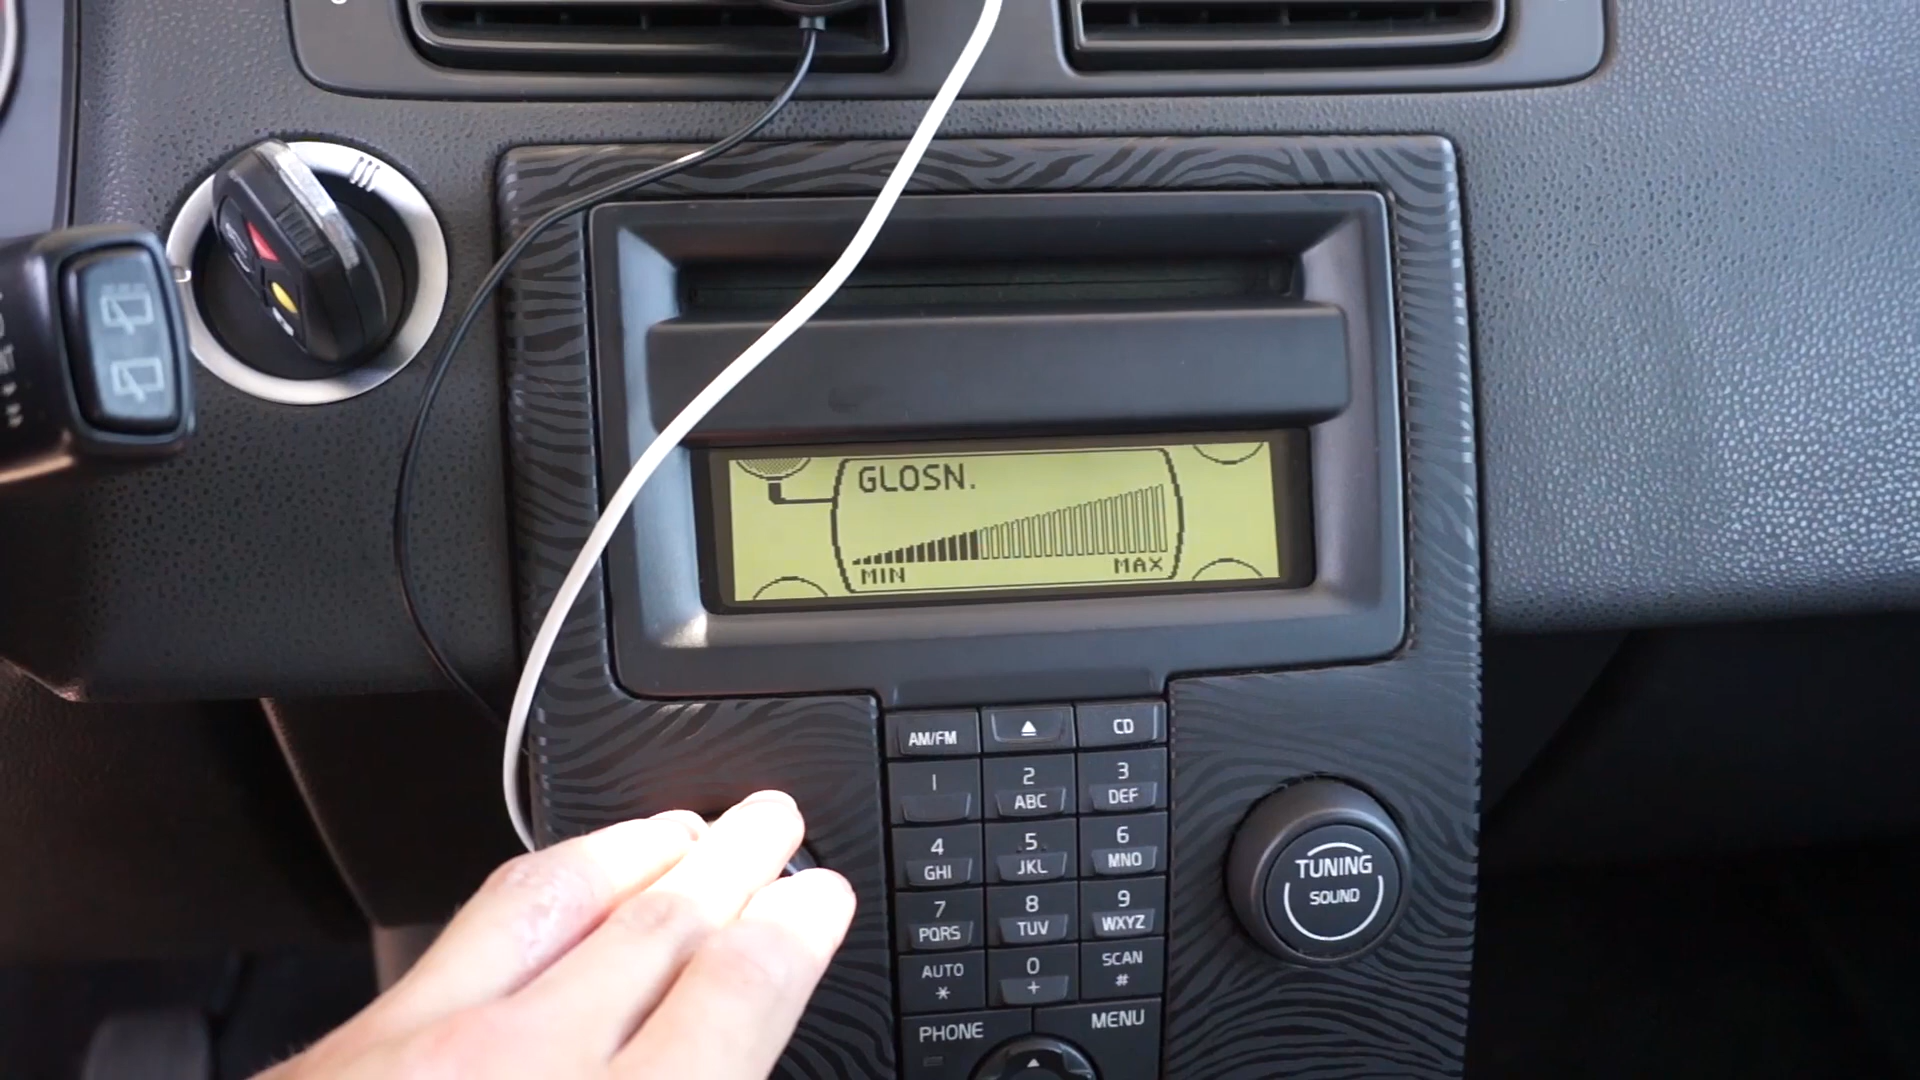 GLOSN.
MIN MAX
AM/FM CD
1 2 3
ABC DEF
4 5 6
GHI JKL MNO
7 8 9
PQRS TUV WXYZ
AUTO 0 SCAN
* + #
PHONE MENU
TUNING
SOUND